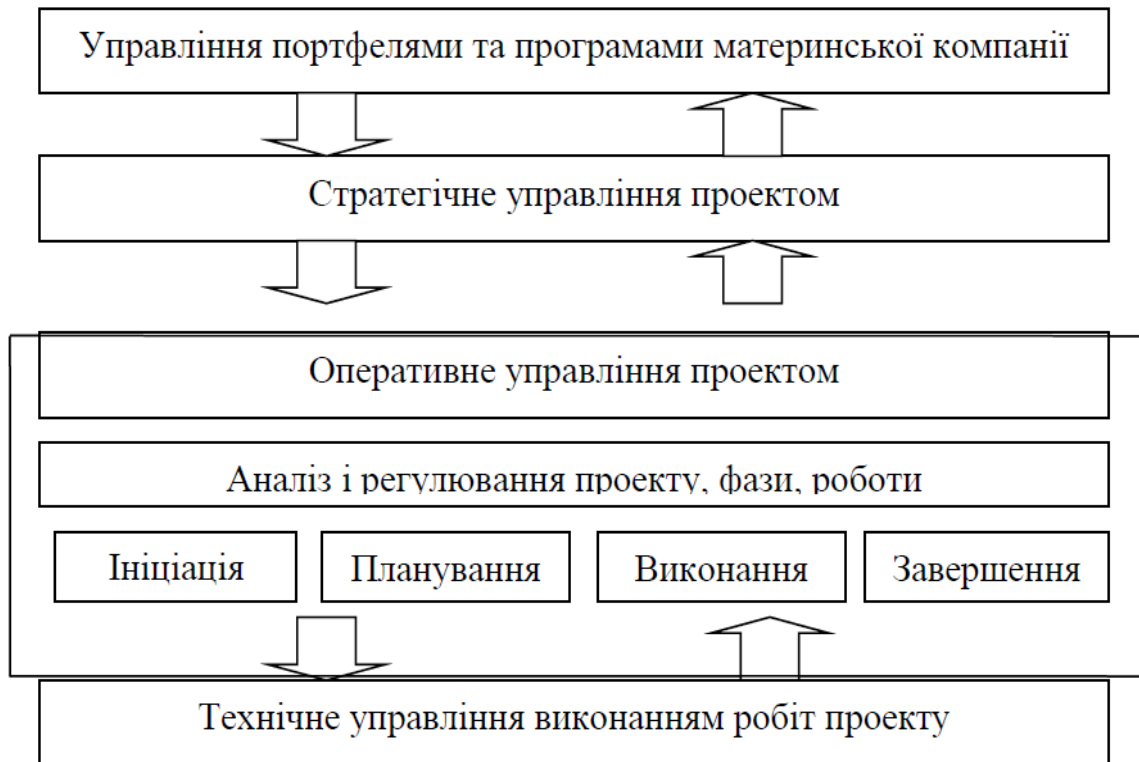 Управління портфелями та програмами материнської компанії
Стратегічне управління проектом
Оперативне управління проектом
Аналіз і регулювання проекту, фази, роботи
Ініціація
Планування
Виконання
Завершення
Технічне управління виконанням робіт проекту